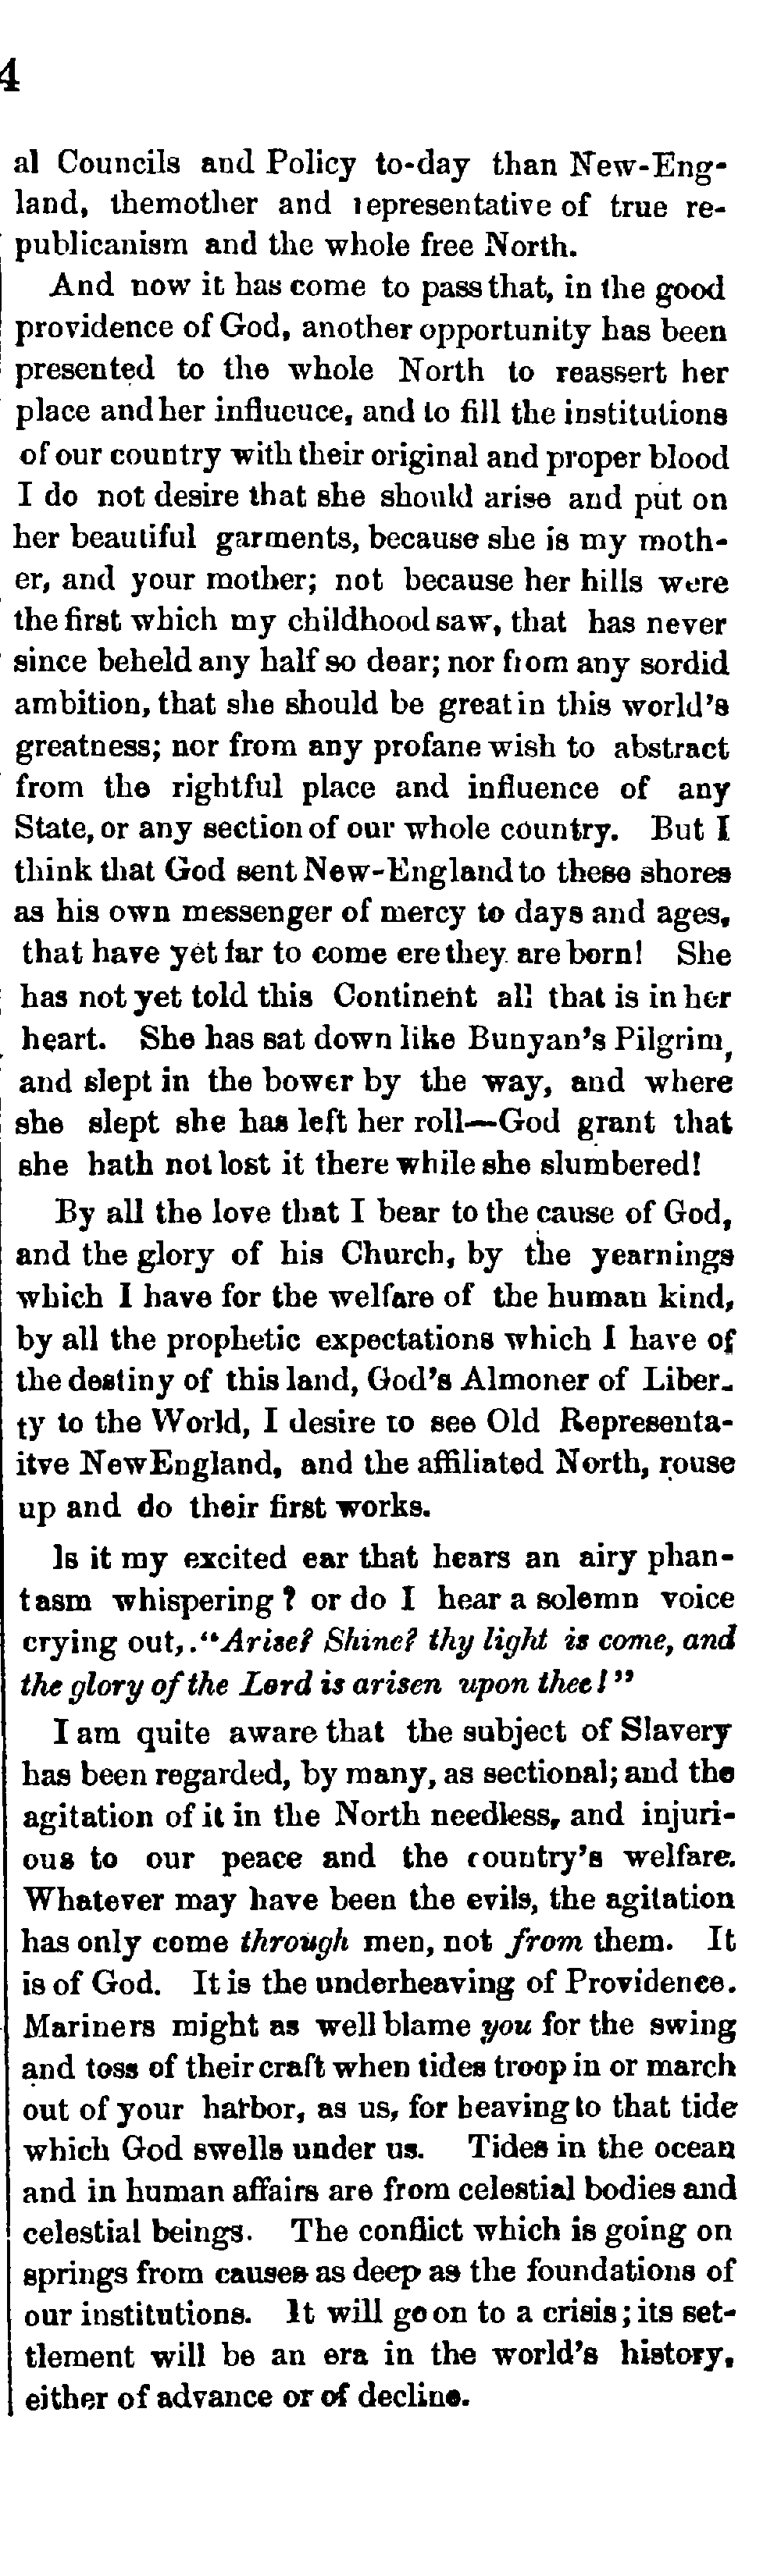 4
al Councils and Policy to-day than New-Eng-
land, themother and representative of true re-
publicanism and the whole free North.
And now it has come to pass that, in the good
providence of God, another opportunity has been
presented to the whole North to reassert her
place and her influcuce, and to fill the institutions
of our country with their original and proper blood
I do not desire that she should arise and put on
her beautiful garments, because she is my moth-
er, and your mother; not because her hills were
the first which my childhood saw, that has never
since beheld any half so dear; nor from any sordid
ambition, that she should be great in this world's
greatness; nor from any profane wish to abstract
from the rightful place and influence of any
State, or any section of our whole country. But I
think that God sent New-England to these shores
as his own messenger of mercy to days and ages,
that have yet far to come ere they are born! She
has not yet told this Continent all that is in her
heart. She has sat down like Bunyan's Pilgrim,
and slept in the bower by the way, and where
she slept she has left her roll—God grant that
she hath not lost it there while she slumbered!
By all the love that I bear to the cause of God,
and the glory of his Church, by the yearnings
which I have for the welfare of the human kind,
by all the prophetic expectations which I have of
the destiny of this land, God's Almoner of Liber-
ty to the World, I desire to see Old Representa-
itve NewEngland, and the affiliated North, rouse
up and do their first works.
Is it my excited ear that hears an airy phan-
tasm whispering? or do I hear a solemn voice
crying out, "Arise? Shine? thy light is come, and
the glory of the Lord is arisen upon thee!"
I am quite aware that the subject of Slavery
has been regarded, by many, as sectional; and the
agitation of it in the North needless, and injuri-
ous to our peace and the country's welfare.
Whatever may have been the evils, the agitation
has only come through men, not from them. It
is of God. It is the underheaving of Providence.
Mariners might as well blame you for the swing
and toss of their craft when tides troop in or march
out of your harbor, as us, for heaving to that tide
which God swells under us. Tides in the ocean
and in human affairs are from celestial bodies and
celestial beings. The conflict which is going on
springs from causes as deep as the foundations of
our institutions. It will go on to a crisis; its set-
tlement will be an era in the world's history,
either of advance or of decline.